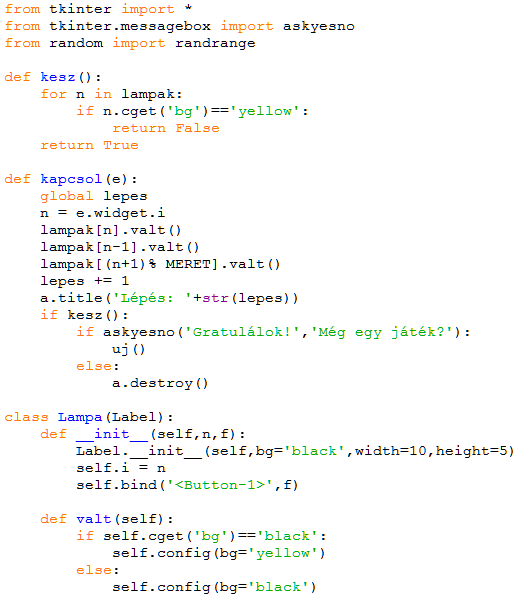 from tkinter import *
from tkinter.messagebox import askyesno
from random import randrange

def kesz():
    for n in lampak:
        if n.cget('bg')=='yellow':
            return False
    return True

def kapcsol(e):
    global lepes
    n = e.widget.i
    lampak[n].valt()
    lampak[n-1].valt()
    lampak[(n+1)% MERET].valt()
    lepes += 1
    a.title('Lépés: '+str(lepes))
    if kesz():
        if askyesno('Gratulálok!','Még egy játék?'):
            uj()
        else:
            a.destroy()

class Lampa(Label):
    def __init__(self,n,f):
        Label.__init__(self,bg='black',width=10,height=5)
        self.i = n
        self.bind('<Button-1>',f)

    def valt(self):
        if self.cget('bg')=='black':
            self.config(bg='yellow')
        else:
            self.config(bg='black')